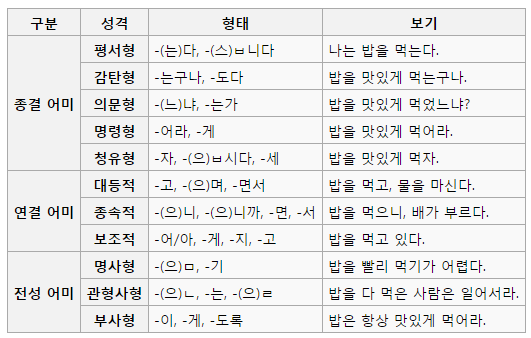 구분 성격 형태 보기
종결 어미 평서형 -(는)다, -(스)ㅂ니다 나는 밥을 먹는다.
감탄형 -는구나, -도다 밥을 맛있게 먹는구나.
의문형 -(느)냐, -는가 밥을 맛있게 먹었느냐?
명령형 -어라, -게 밥을 맛있게 먹어라.
청유형 -자, -(으)ㅂ시다, -세 밥을 맛있게 먹자.
연결 어미 대등적 -고, -(으)며, -면서 밥을 먹고, 물을 마신다.
종속적 -(으)니, -(으)니까, -면, -서 밥을 먹으니, 배가 부르다.
보조적 -어/아, -게, -지, -고 밥을 먹고 있다.
전성 어미 명사형 -(으)ㅁ, -기 밥을 빨리 먹기가 어렵다.
관형사형 -(으)ㄴ, -는, -(으)ㄹ 밥을 다 먹은 사람은 일어서라.
부사형 -이, -게, -도록 밥은 항상 맛있게 먹어라.